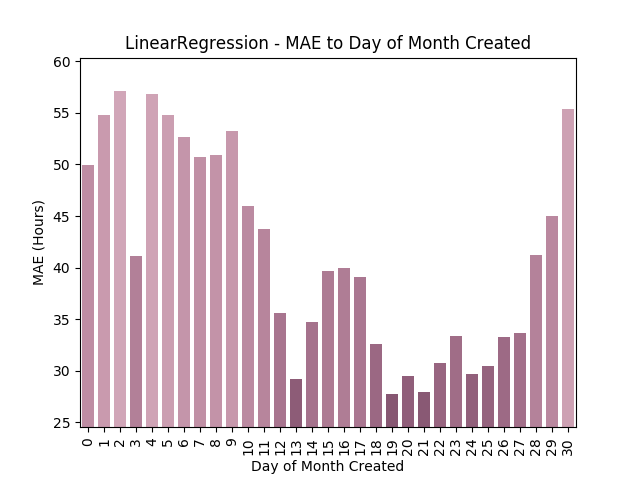 LinearRegression - MAE to Day of Month Created
60
55
50
45
40
35
30
25
MAE (Hours)
0 1 2 3 4 5 6 7 8 9 10 11 12 13 14 15 16 17 18 19 20 21 22 23 24 25 26 27 28 29 30
Day of Month Created